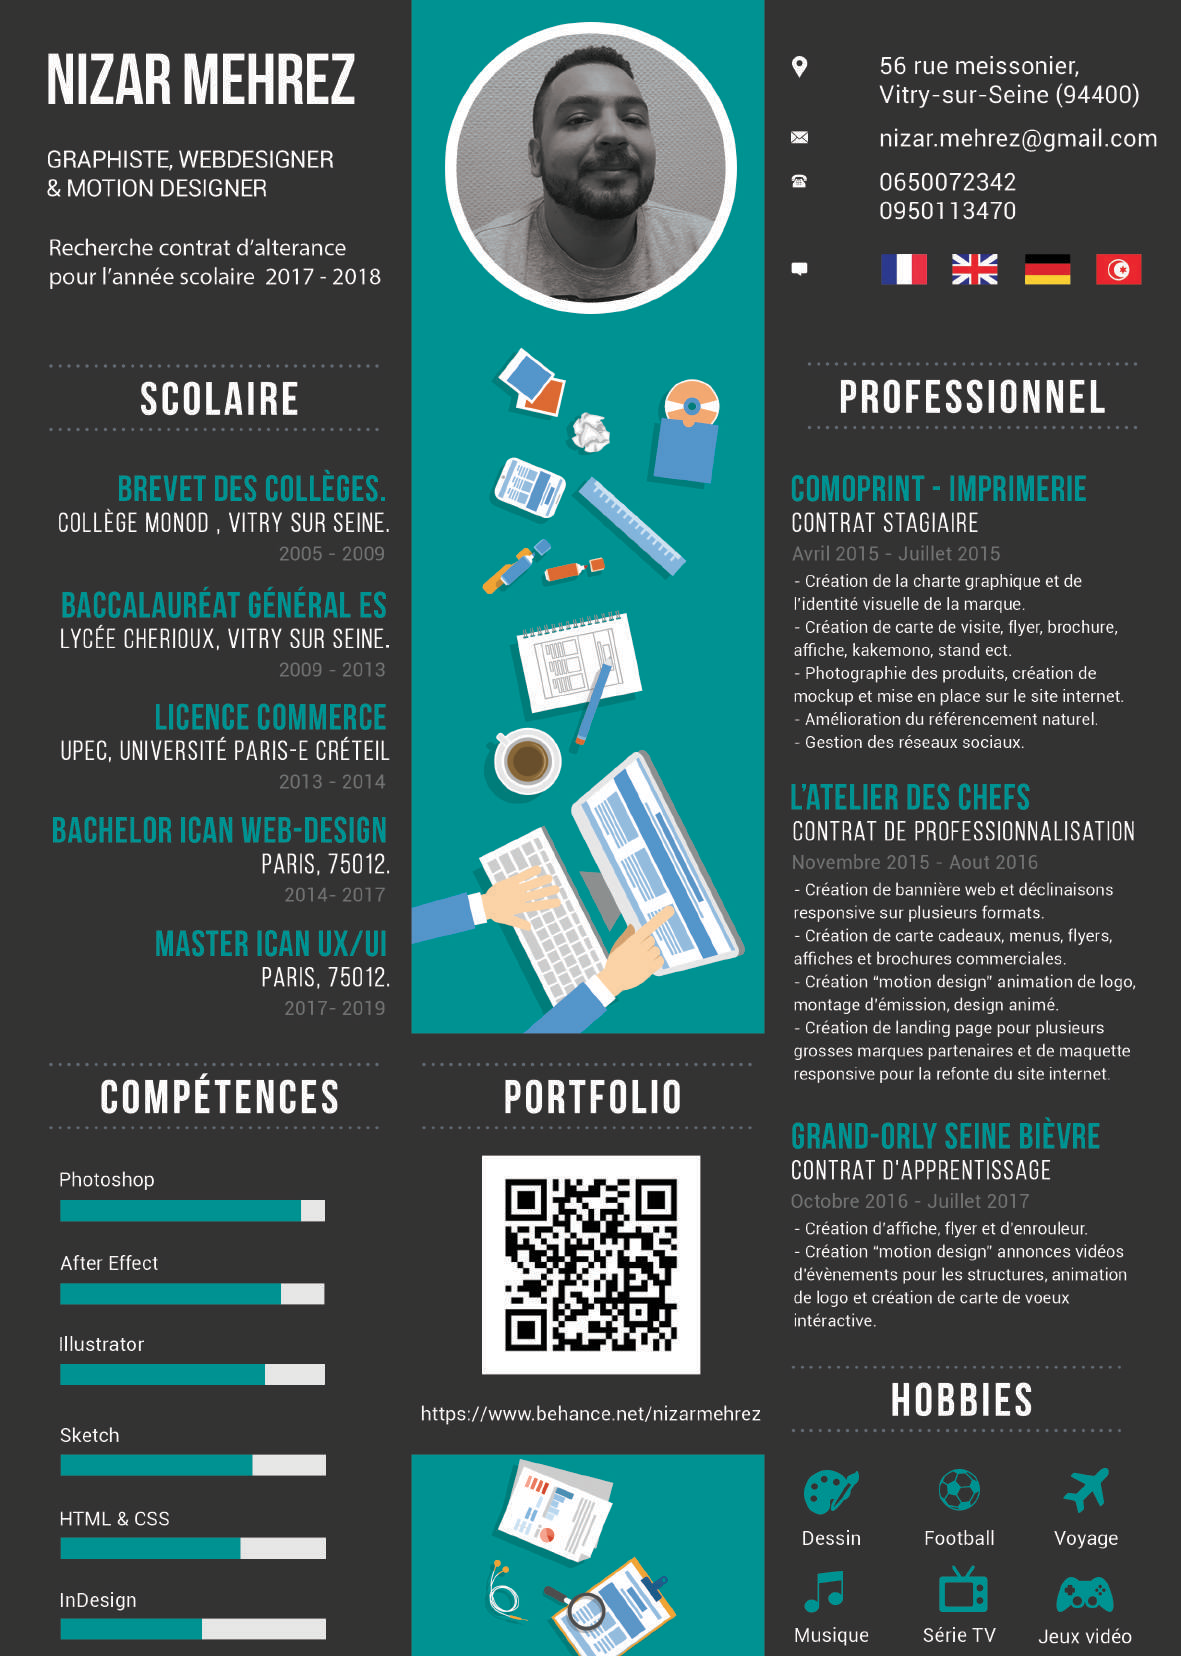 NIZAR MEHREZ
GRAPHISTE, WEBDESIGNER
& MOTION DESIGNER
Recherche contrat d'alterance
pour l'année scolaire 2017 - 2018
56 rue meissonier,
Vitry-sur-Seine (94400)
nizar.mehrez@gmail.com
0650072342
0950113470
SCOLAIRE
BREVET DES COLLÈGES.
COLLÈGE MONOD , VITRY SUR SEINE.
2005 - 2009
BACCALAURÉAT GÉNÉRAL ES
LYCÉE CHERIOUX, VITRY SUR SEINE.
2009 - 2013
LICENCE COMMERCE
UPEC, UNIVERSITÉ PARIS-E CRÉTEIL
2013 - 2014
BACHELOR ICAN WEB-DESIGN
PARIS, 75012.
2014- 2017
MASTER ICAN UX/UI
PARIS, 75012.
2017- 2019
COMPÉTENCES
Photoshop
After Effect
Illustrator
Sketch
HTML & CSS
InDesign
PORTFOLIO
https://www.behance.net/nizarmehrez
PROFESSIONNEL
COMOPRINT - IMPRIMERIE
CONTRAT STAGIAIRE
Avril 2015 - Juillet 2015
- Création de la charte graphique et de
l'identité visuelle de la marque.
- Création de carte de visite, flyer, brochure,
affiche, kakemono, stand ect.
- Photographie des produits, création de
mockup et mise en place sur le site internet.
- Amélioration du référencement naturel.
- Gestion des réseaux sociaux.
L'ATELIER DES CHEFS
CONTRAT DE PROFESSIONNALISATION
Novembre 2015 - Aout 2016
- Création de bannière web et déclinaisons
responsive sur plusieurs formats.
- Création de carte cadeaux, menus, flyers,
affiches et brochures commerciales.
- Création “motion design” animation de logo,
montage d'émission, design animé.
- Création de landing page pour plusieurs
grosses marques partenaires et de maquette
responsive pour la refonte du site internet.
GRAND-ORLY SEINE BIÈVRE
CONTRAT D'APPRENTISSAGE
Octobre 2016 - Juillet 2017
- Création d'affiche, flyer et d'enrouleur.
- Création “motion design” annonces vidéos
d'évènements pour les structures, animation
de logo et création de carte de voeux
intéractive.
HOBBIES
Dessin
Football
Voyage
Musique
Série TV
Jeux vidéo